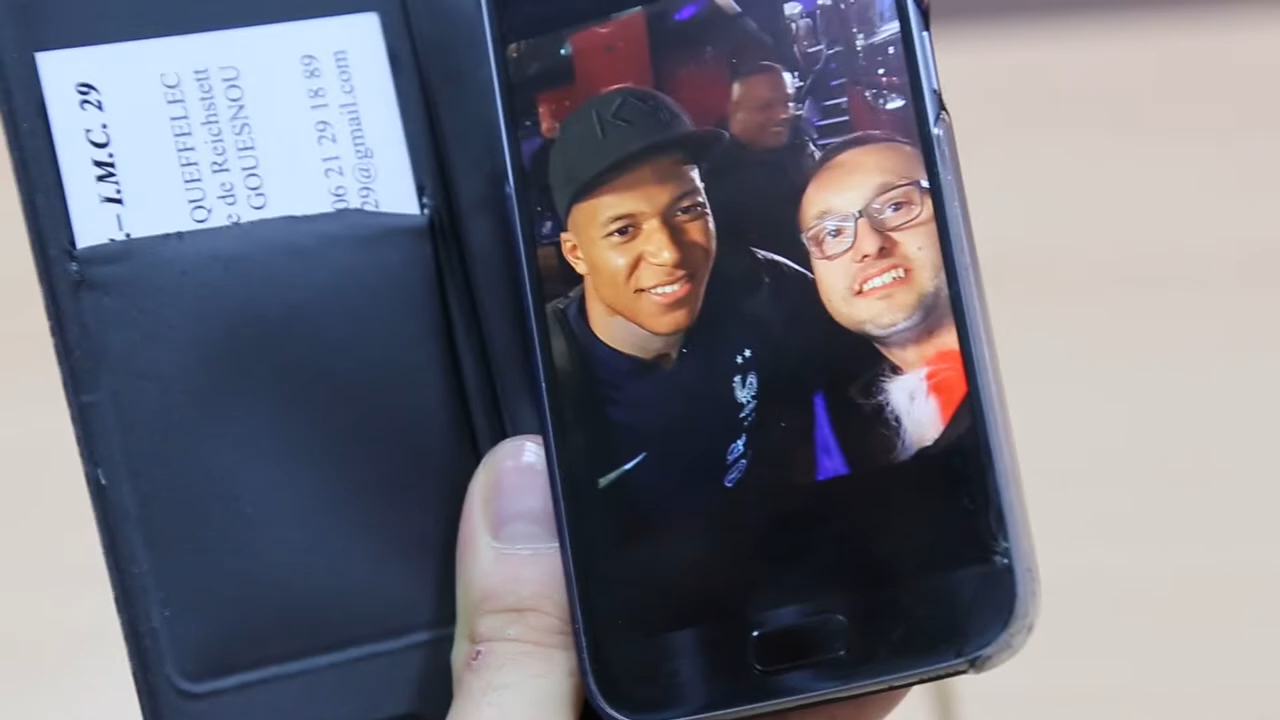 .– I.M.C. 29
QUEFFELEC
e de Reichstett
GOUESNOU
06 21 29 18 89
29@gmail.com